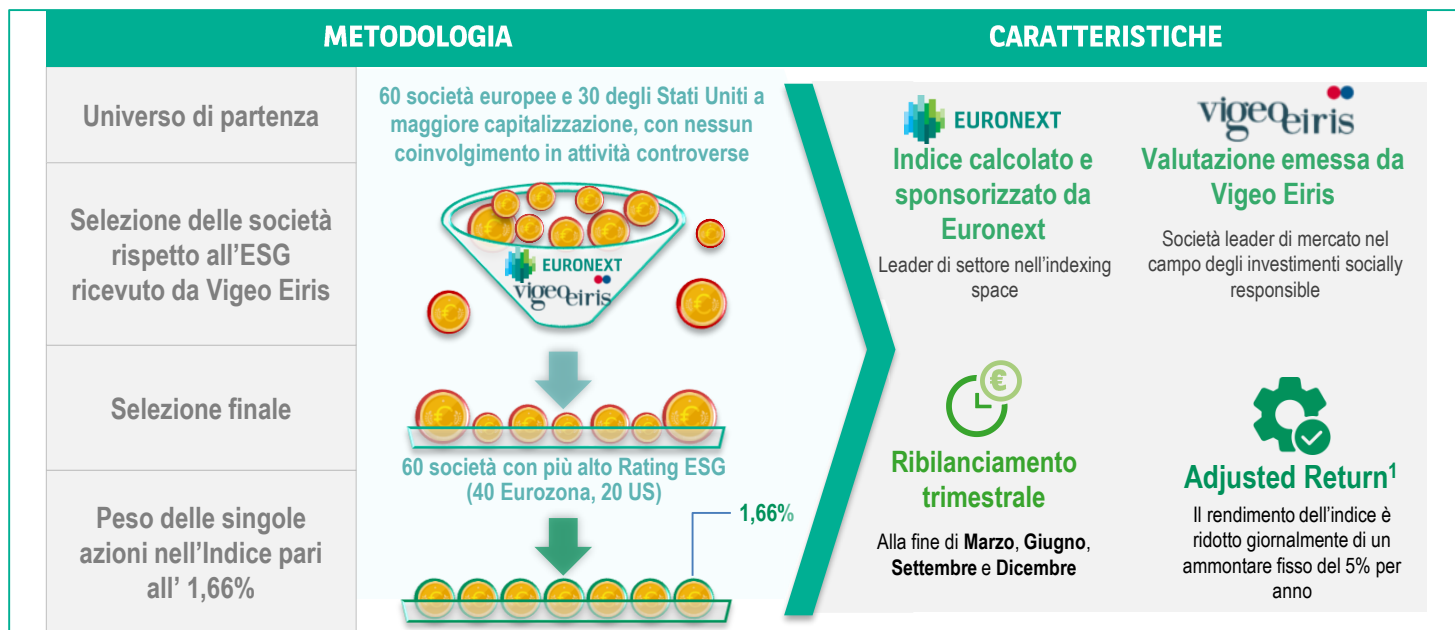 METODOLOGIA
CARATTERISTICHE
Universo di partenza
60 società europee e 30 degli Stati Uniti a
maggiore capitalizzazione, con nessun
coinvolgimento in attività controverse
Selezione delle società
rispetto all'ESG
ricevuto da Vigeo Eiris
EURONEXT
vigeoeiris
Selezione finale
60 società con più alto Rating ESG
(40 Eurozona, 20 US)
Peso delle singole
azioni nell'Indice pari
all' 1,66%
1,66%
EURONEXT
Indice calcolato e
sponsorizzato da
Euronext
Leader di settore nell'indexing
space
vigeoeiris
Valutazione emessa da
Vigeo Eiris
Società leader di mercato nel
campo degli investimenti socially
responsible
€
Ribilanciamento
trimestrale
Alla fine di Marzo, Giugno,
Settembre e Dicembre
Adjusted Return¹
Il rendimento dell'indice è
ridotto giornalmente di un
ammontare fisso del 5% per
anno